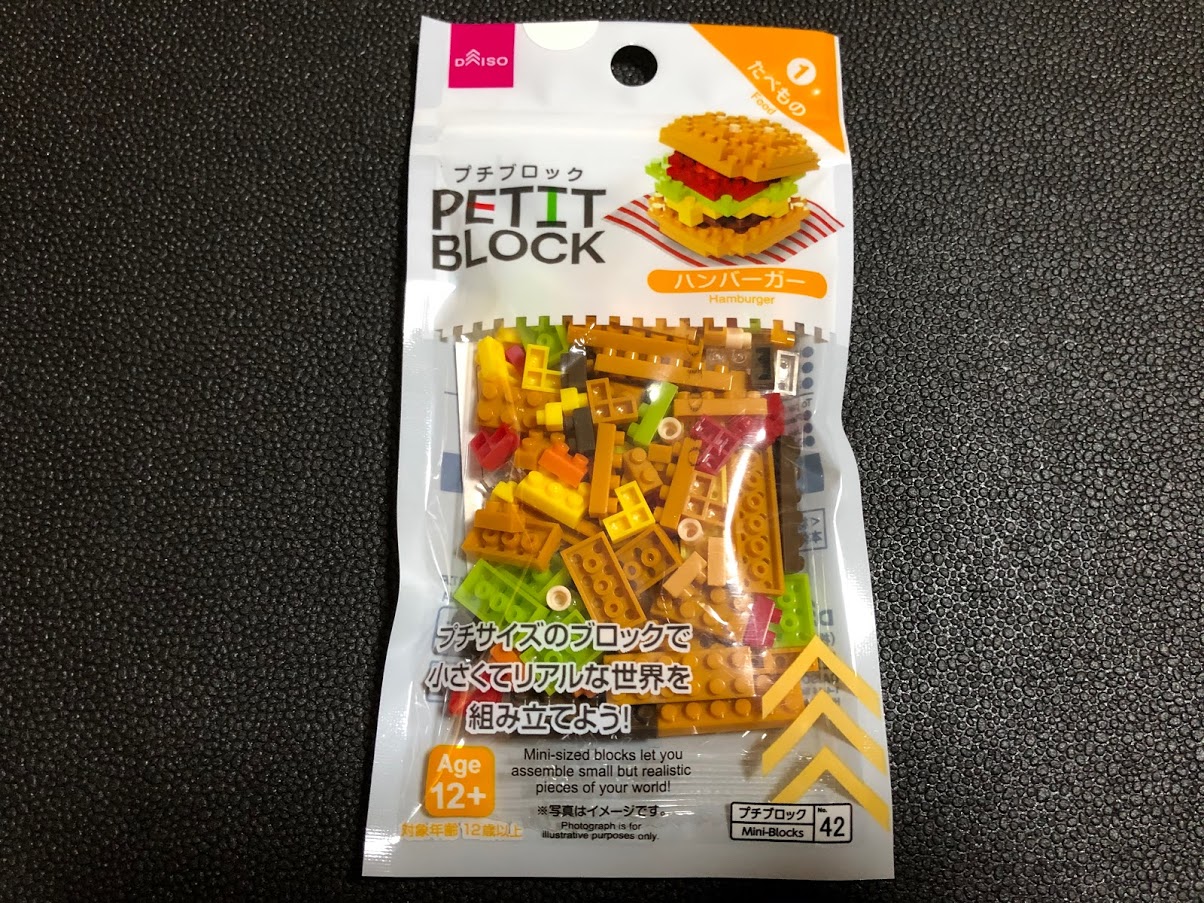 DAISO
1
たべもの
Food
プチブロック
PETIT
BLOCK
ハンバーガー
Hamburger
プチサイズのブロックで
小さくてリアルな世界を
組み立てよう!
Age
12+
対象年齢 12歳以上
Mini-sized blocks let you
assemble small but realistic
pieces of your world!
※写真はイメージです。
Photograph is for
illustrative purposes only.
プチブロック
Mini-Blocks
No.
42